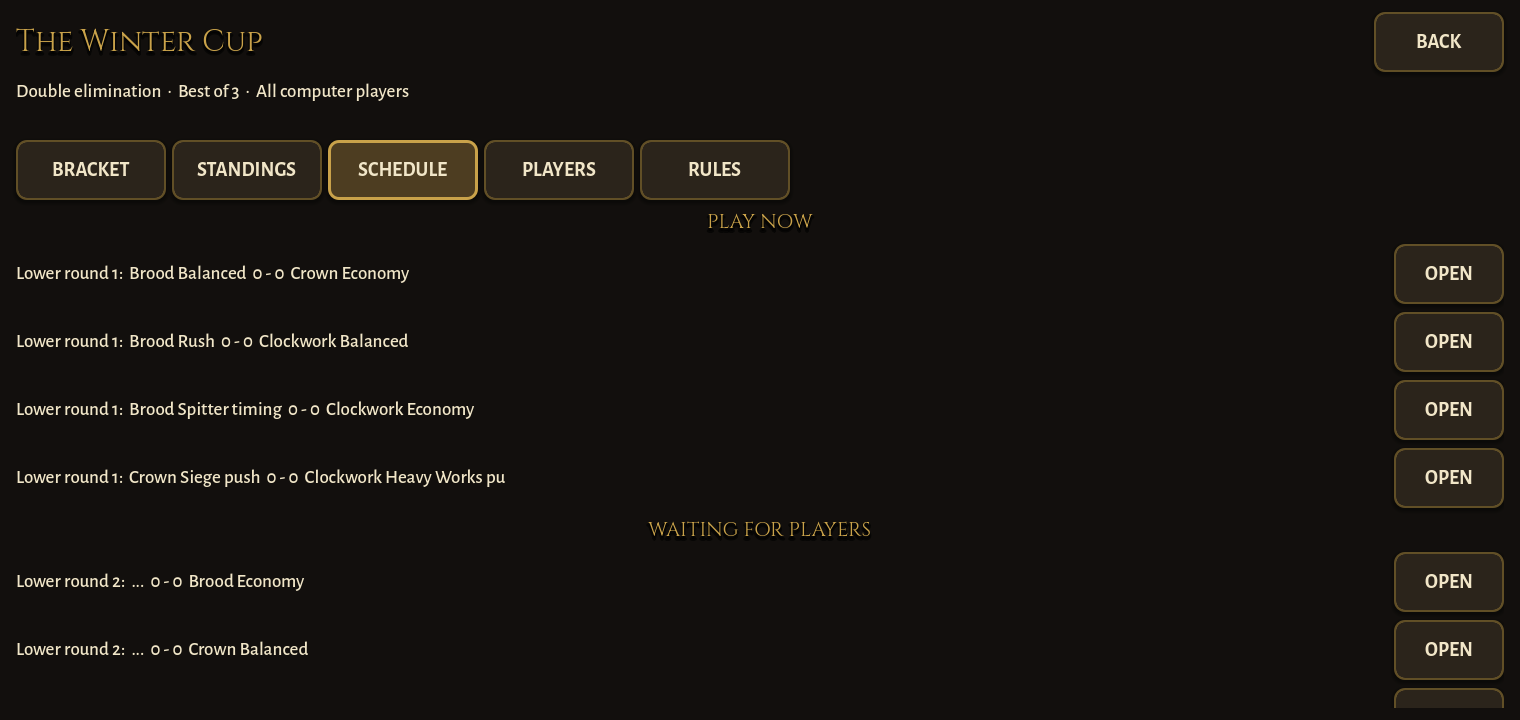 The Winter Cup
BACK
Double elimination · Best of 3 · All computer players
BRACKET STANDINGS SCHEDULE PLAYERS RULES
PLAY NOW
Lower round 1: Brood Balanced 0 - 0 Crown Economy OPEN
Lower round 1: Brood Rush 0 - 0 Clockwork Balanced OPEN
Lower round 1: Brood Spitter timing 0 - 0 Clockwork Economy OPEN
Lower round 1: Crown Siege push 0 - 0 Clockwork Heavy Works pu OPEN
WAITING FOR PLAYERS
Lower round 2: ... 0 - 0 Brood Economy OPEN
Lower round 2: ... 0 - 0 Crown Balanced OPEN